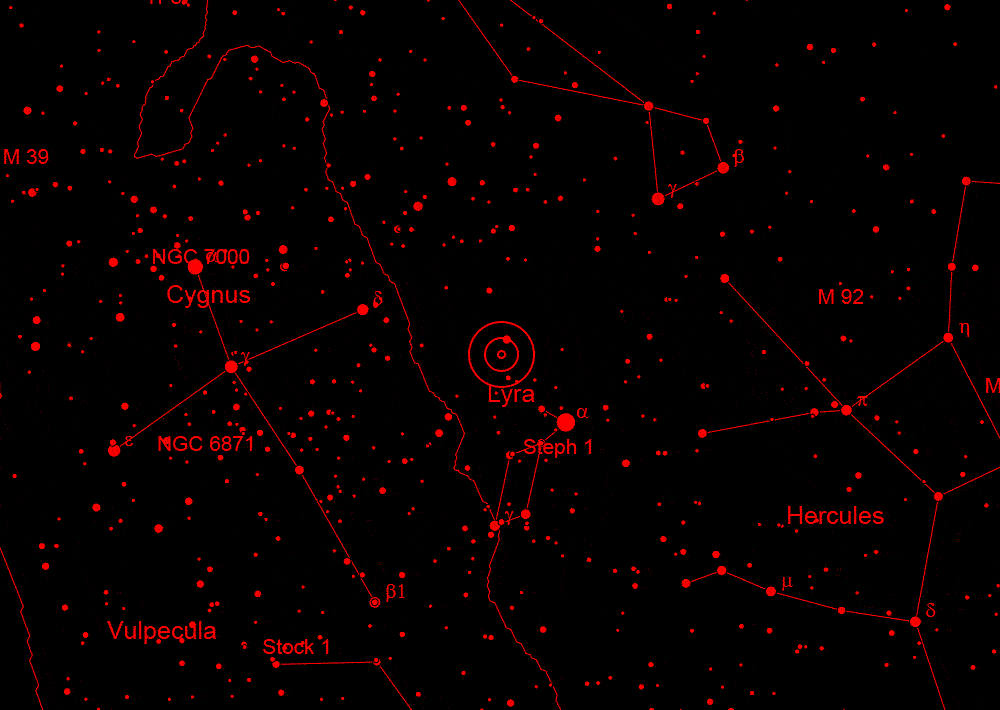 β
M 39
γ
NGC 7000
α
Cygnus
M 92
δ
η
γ
M
Lyra
π
α
ε
NGC 6871
Steph 1
γ
Hercules
μ
β1
δ
Vulpecula
Stock 1